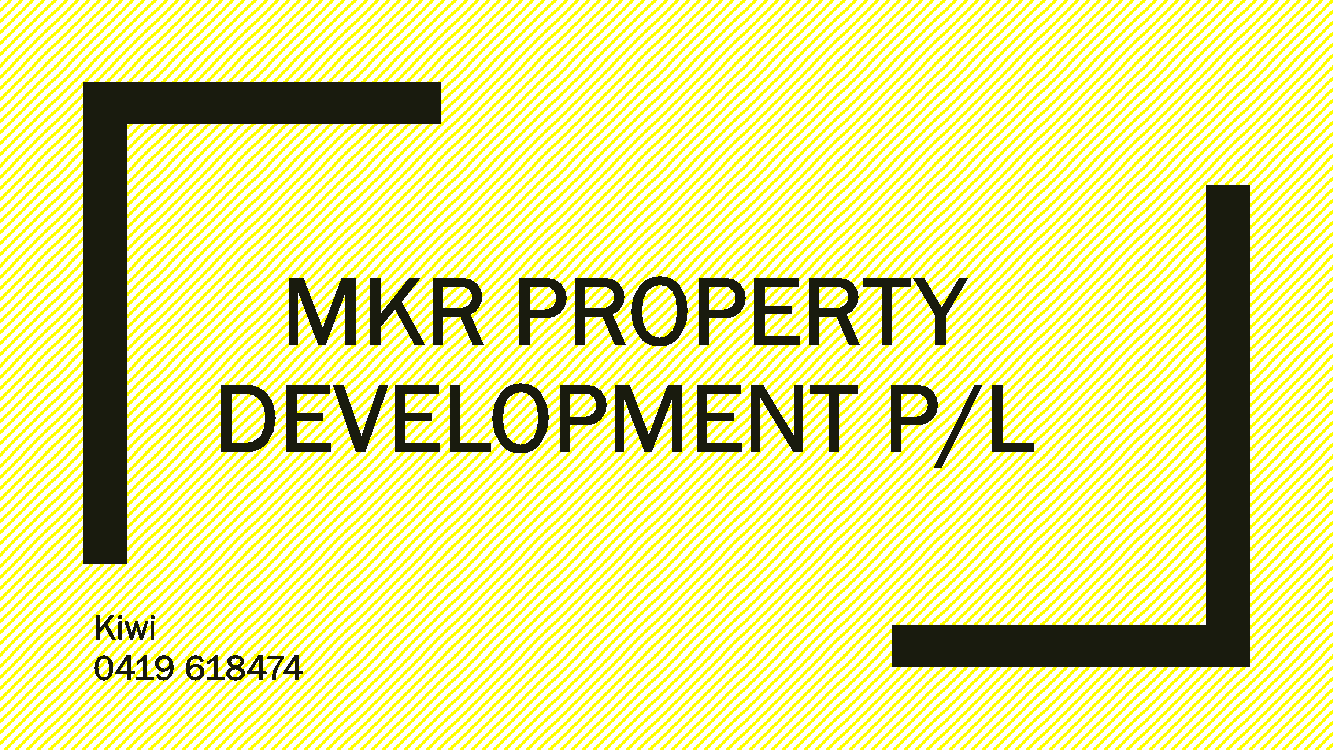 MKR PROPERTY
DEVELOPMENT P/L
Kiwi
0419 618474